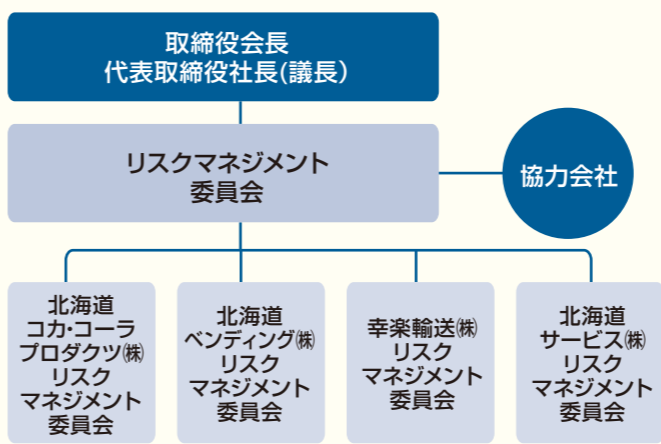 取締役会長
代表取締役社長(議長)
リスクマネジメント
委員会
協力会社
北海道
コカ・コーラ
プロダクツ㈱
リスク
マネジメント
委員会
北海道
ベンディング㈱
リスク
マネジメント
委員会
幸楽輸送㈱
リスク
マネジメント
委員会
北海道
サービス㈱
リスク
マネジメント
委員会